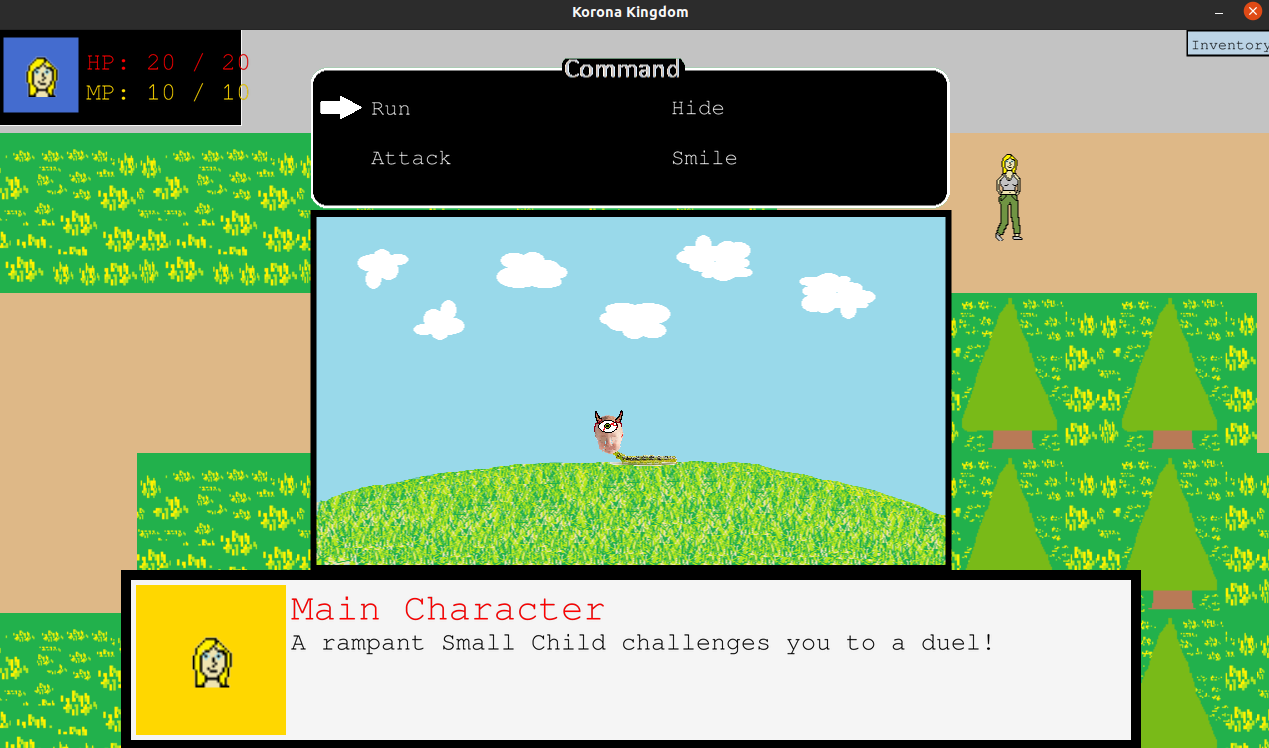 Korona Kingdom
Inventory
HP: 20 / 20
MP: 10 / 10
Command
Run Hide
Attack Smile
Main Character
A rampant Small Child challenges you to a duel!